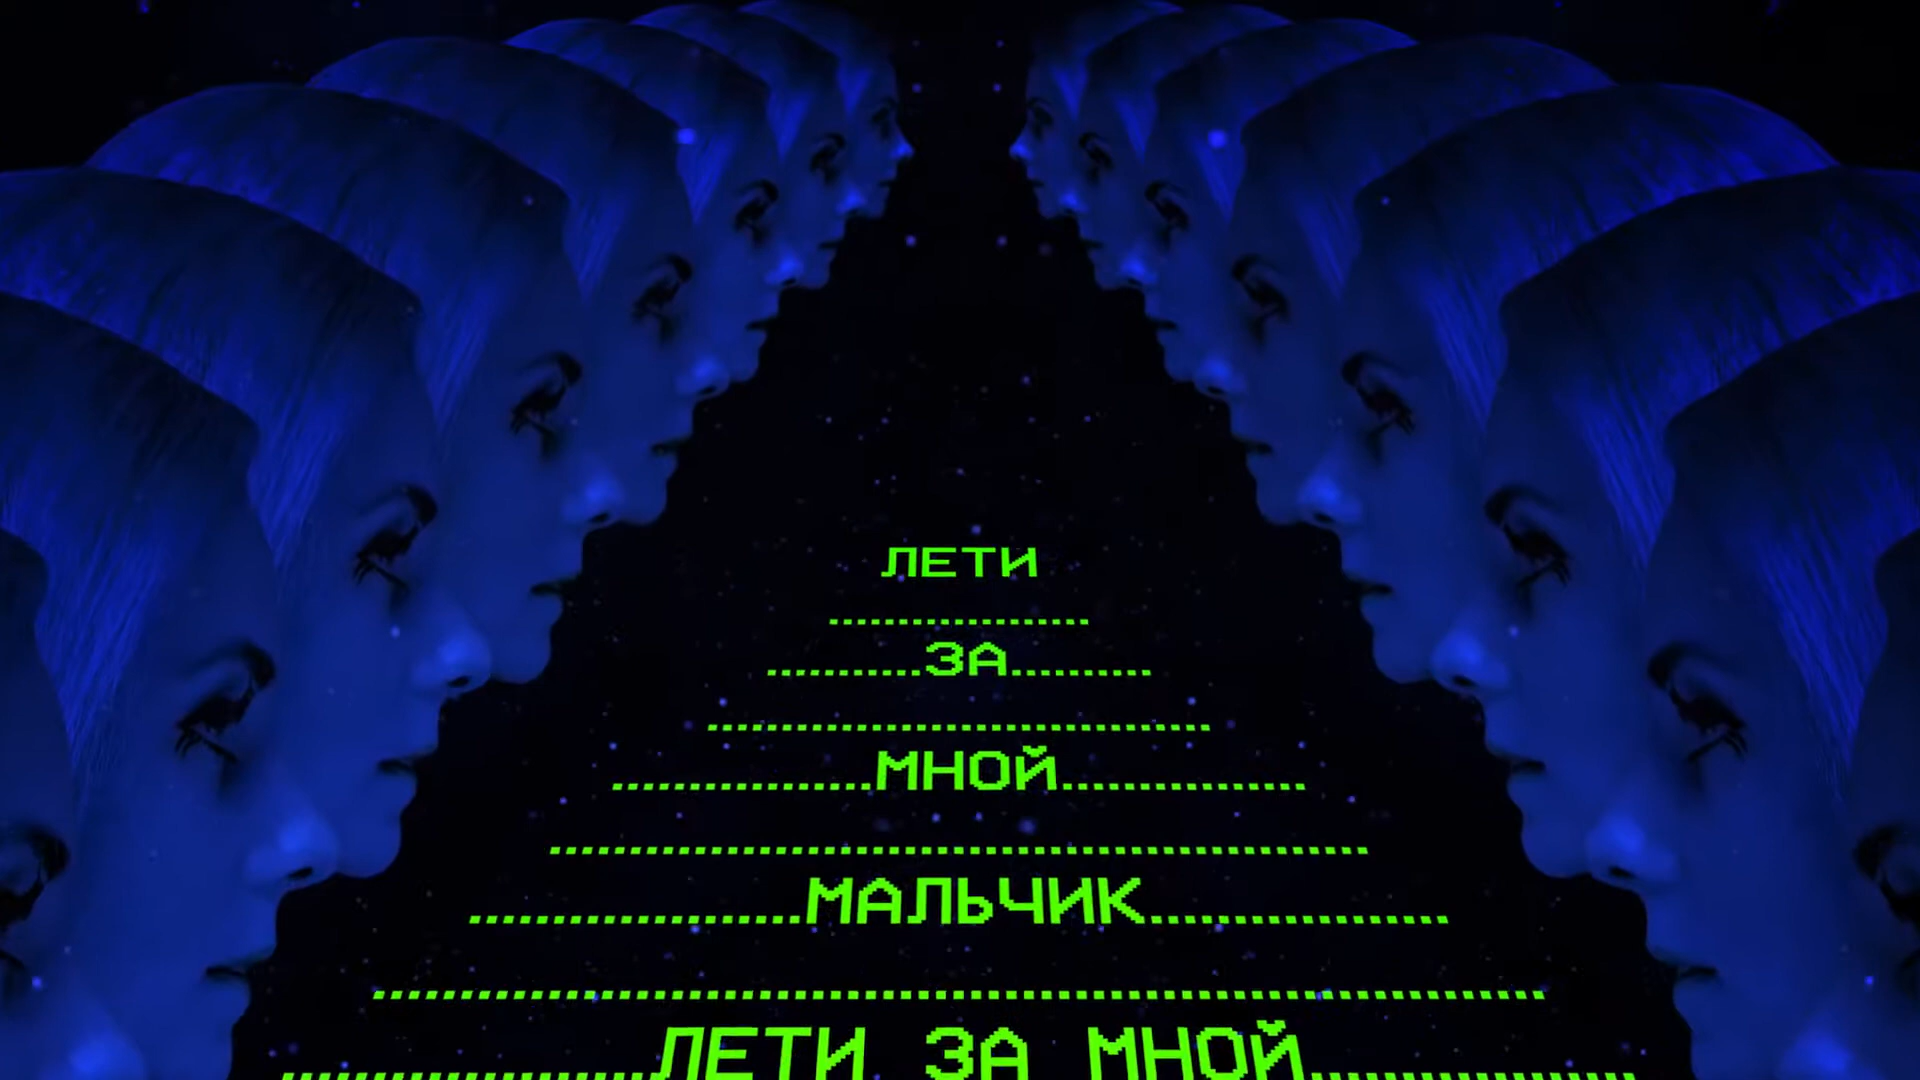 ЛЕТИ
...................
...........ЗА..........
...................................
.................МНОЙ.................
......................................................
....................МАЛЬЧИК..................
...................................................................
....................ЛЕТИ ЗА МНОЙ..................